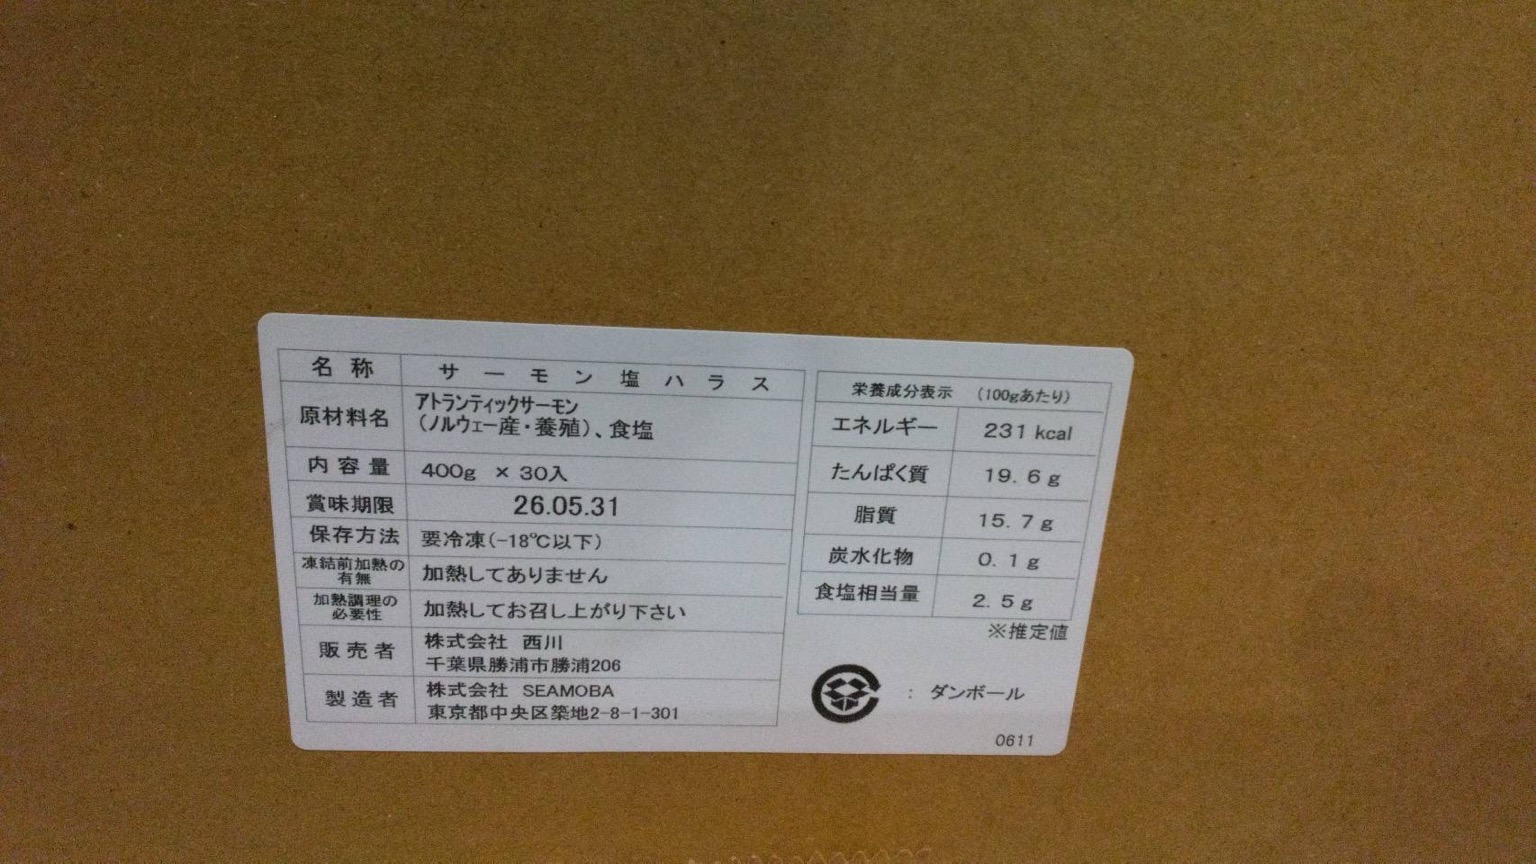 名称 サーモン塩ハラス
原材料名 アトランティックサーモン
（ノルウェー産・養殖）、食塩
内容量 400g × 30入
賞味期限 26.05.31
保存方法 要冷凍(-18℃以下)
凍結前加熱の
有無 加熱してありません
加熱調理の
必要性 加熱してお召し上がり下さい
販売者 株式会社 西川
千葉県勝浦市勝浦206
製造者 株式会社 SEAMOBA
東京都中央区築地2-8-1-301
栄養成分表示 （100gあたり）
エネルギー 231 kcal
たんぱく質 19.6g
脂質 15.7g
炭水化物 0.1g
食塩相当量 2.5g
※推定値
：ダンボール
0611